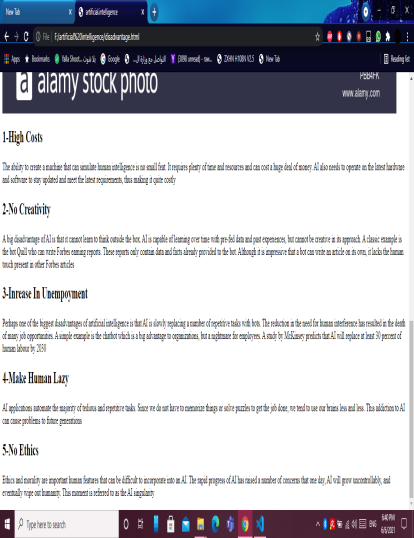 New Tab
artificial intelligence
File F:/artificial%20intelligence/disadvantage.html
Apps Bookmarks Yalla Shoot... يلا شوت Google Reading list
ZXHN H108N V2.5
New Tab
a alamy stock photo
PBB4FK
www.alamy.com
1-High Costs
The ability to create a machine that can simulate human intelligence is no small feat. It requires plenty of time and resources and can cost a huge deal of money. AI also needs to operate on the latest hardware
and software to stay updated and meet the latest requirements, thus making it quite costly
2-No Creativity
A big disadvantage of AI is that it cannot learn to think outside the box. AI is capable of learning over time with pre-fed data and past experiences, but cannot be creative in its approach. A classic example is
the bot Quill who can write Forbes earning reports. These reports only contain data and facts already provided to the bot. Although it is impressive that a bot can write an article on its own, it lacks the human
touch present in other Forbes articles
3-Inrease In Unempoyment
Perhaps one of the biggest disadvantages of artificial intelligence is that AI is slowly replacing a number of repetitive tasks with bots. The reduction in the need for human interference has resulted in the death
of many job opportunities. A simple example is the chatbot which is a big advantage to organizations, but a nightmare for employees. A study by McKinsey predicts that AI will replace at least 30 percent of
human labour by 2030
4-Make Human Lazy
AI applications automate the majority of tedious and repetitive tasks. Since we do not have to memorize things or solve puzzles to get the job done, we tend to use our brains less and less. This addiction to AI
can cause problems to future generations
5-No Ethics
Ethics and morality are important human features that can be difficult to incorporate into an AI. The rapid progress of AI has raised a number of concerns that one day, AI will grow uncontrollably, and
eventually wipe out humanity. This moment is referred to as the AI singularity
Type here to search
ENG
5:40 PM
6/6/2021